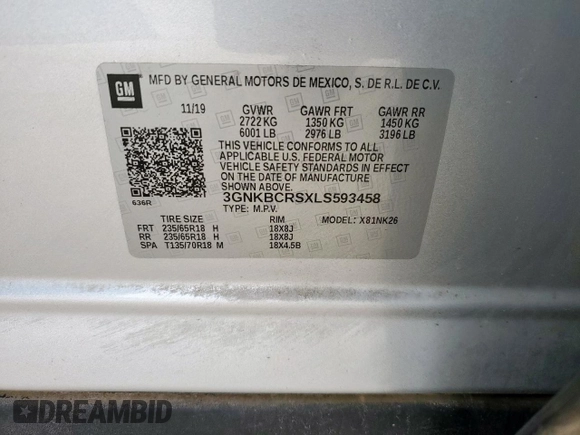 GM
MFD BY GENERAL MOTORS DE MEXICO, S. DE R.L. DE C.V.
11/19 GVWR GAWR FRT GAWR RR
2722 KG 1350 KG 1450 KG
6001 LB 2976 LB 3196 LB
THIS VEHICLE CONFORMS TO ALL
APPLICABLE U.S. FEDERAL MOTOR
VEHICLE SAFETY STANDARDS IN EFFECT
ON THE DATE OF MANUFACTURE
SHOWN ABOVE.
636R 3GNKBCRSXLS593458
TYPE: M.P.V. MODEL: X81NK26
TIRE SIZE RIM
FRT 235/65R18 H 18X8J
RR 235/65R18 H 18X8J
SPA T135/70R18 M 18X4.5B
DREAMBID